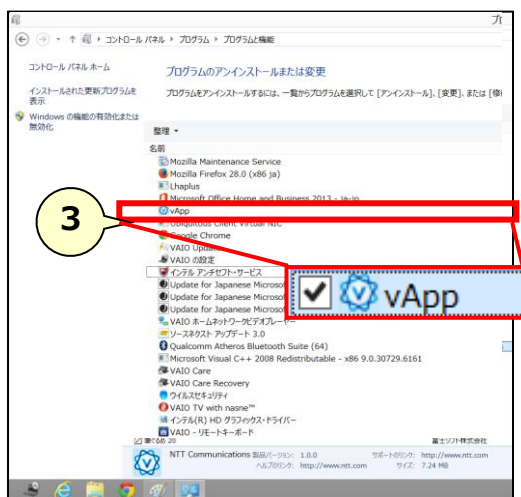 プ
コントロール パネル ▸ プログラム ▸ プログラムと機能
コントロール パネル ホーム
インストールされた更新プログラムを
表示
Windows の機能の有効化または
無効化
プログラムのアンインストールまたは変更
プログラムをアンインストールするには、一覧からプログラムを選択して [アンインストール]、[変更]、または [修
整理
名前
Mozilla Maintenance Service
Mozilla Firefox 28.0 (x86 ja)
Lhaplus
Microsoft Office Home and Business 2013 - ja-jp
vApp
Ubiquitous Client Virtual NIC
Google Chrome
VAIO Update
VAIO の設定
インテル アンチセフト・サービス
Update for Japanese Microso
Update for Japanese Microso
Update for Japanese Microso
VAIO ホームネットワークビデオプレーヤー
ソースネクスト アップデート 3.0
Qualcomm Atheros Bluetooth Suite (64)
Microsoft Visual C++ 2008 Redistributable - x86 9.0.30729.6161
VAIO Care
VAIO Care Recovery
ウイルスセキュリティ
VAIO TV with nasne™
インテル(R) HD グラフィックス・ドライバー
VAIO - リモートキーボード
筆ぐるめ 20 富士ソフト株式会社
3
vApp
NTT Communications 製品バージョン: 1.0.0 サポートのリンク: http://www.ntt.com
ヘルプのリンク: http://www.ntt.com サイズ: 7.24 MB